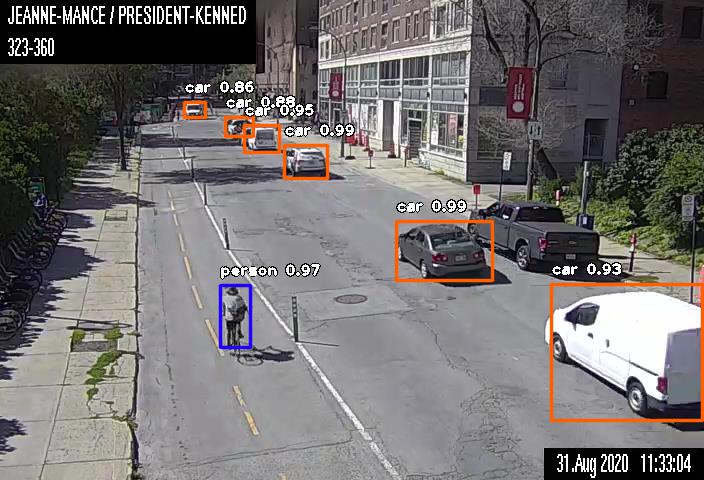 JEANNE-MANCE / PRESIDENT-KENNED
323-360
car 0.86
car 0.88
car 0.95
car 0.99
car 0.99
person 0.97
car 0.93
31.Aug 2020 11:33:04